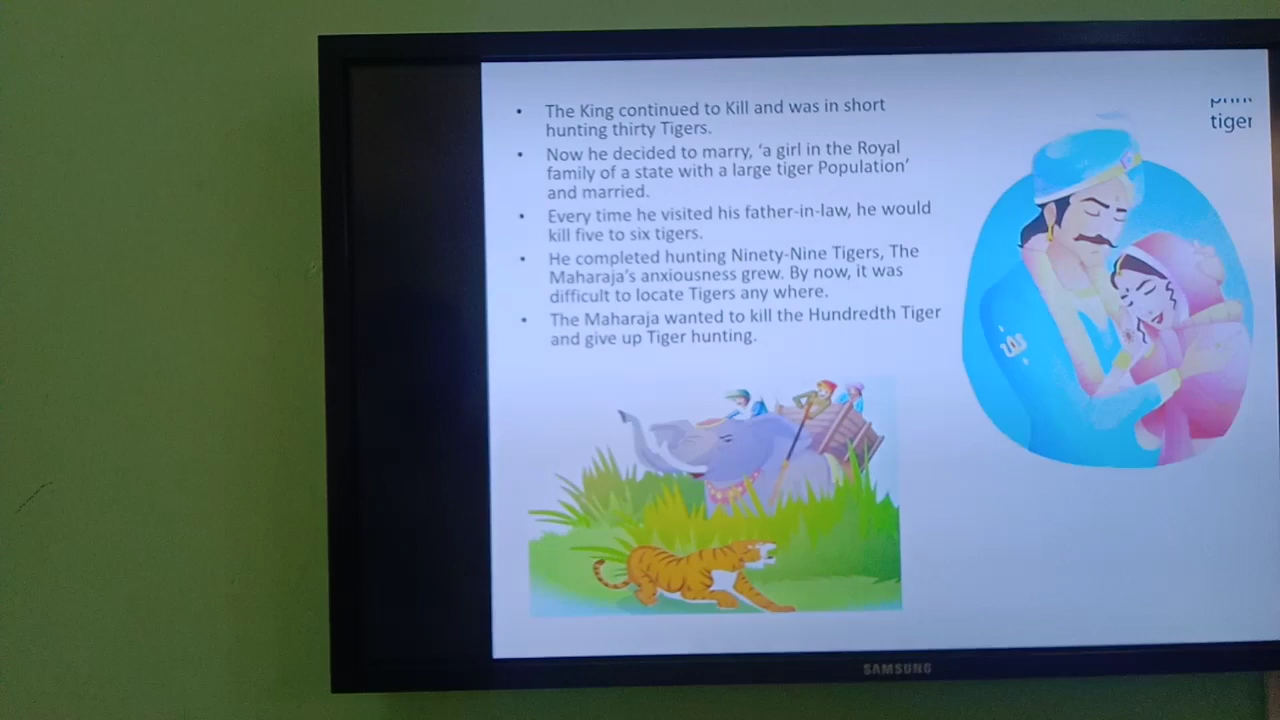 • The King continued to Kill and was in short
hunting thirty Tigers.
• Now he decided to marry, ‘a girl in the Royal
family of a state with a large tiger Population’
and married.
• Every time he visited his father-in-law, he would
kill five to six tigers.
• He completed hunting Ninety-Nine Tigers, The
Maharaja's anxiousness grew. By now, it was
difficult to locate Tigers any where.
• The Maharaja wanted to kill the Hundredth Tiger
and give up Tiger hunting.
tiger
SAMSUNG